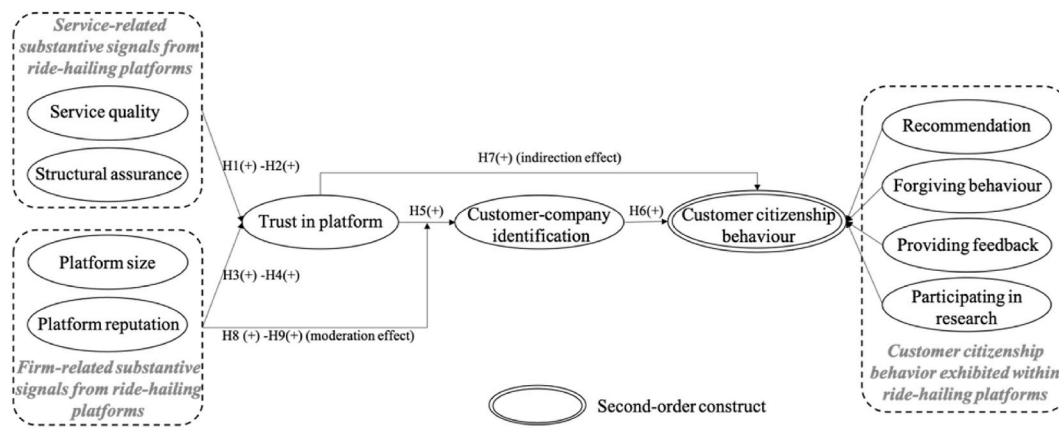 Service-related
substantive signals from
ride-hailing platforms
Service quality
Structural assurance
H1(+) -H2(+)
Trust in platform
H3(+) -H4(+)
Platform size
Platform reputation
Firm-related substantive
signals from ride-hailing
platforms
H8 (+) -H9(+) (moderation effect)
H5(+)
H7(+) (indirection effect)
Customer-company
identification
H6(+)
Customer citizenship
behaviour
Recommendation
Forgiving behaviour
Providing feedback
Participating in
research
Customer citizenship
behavior exhibited within
ride-hailing platforms
Second-order construct